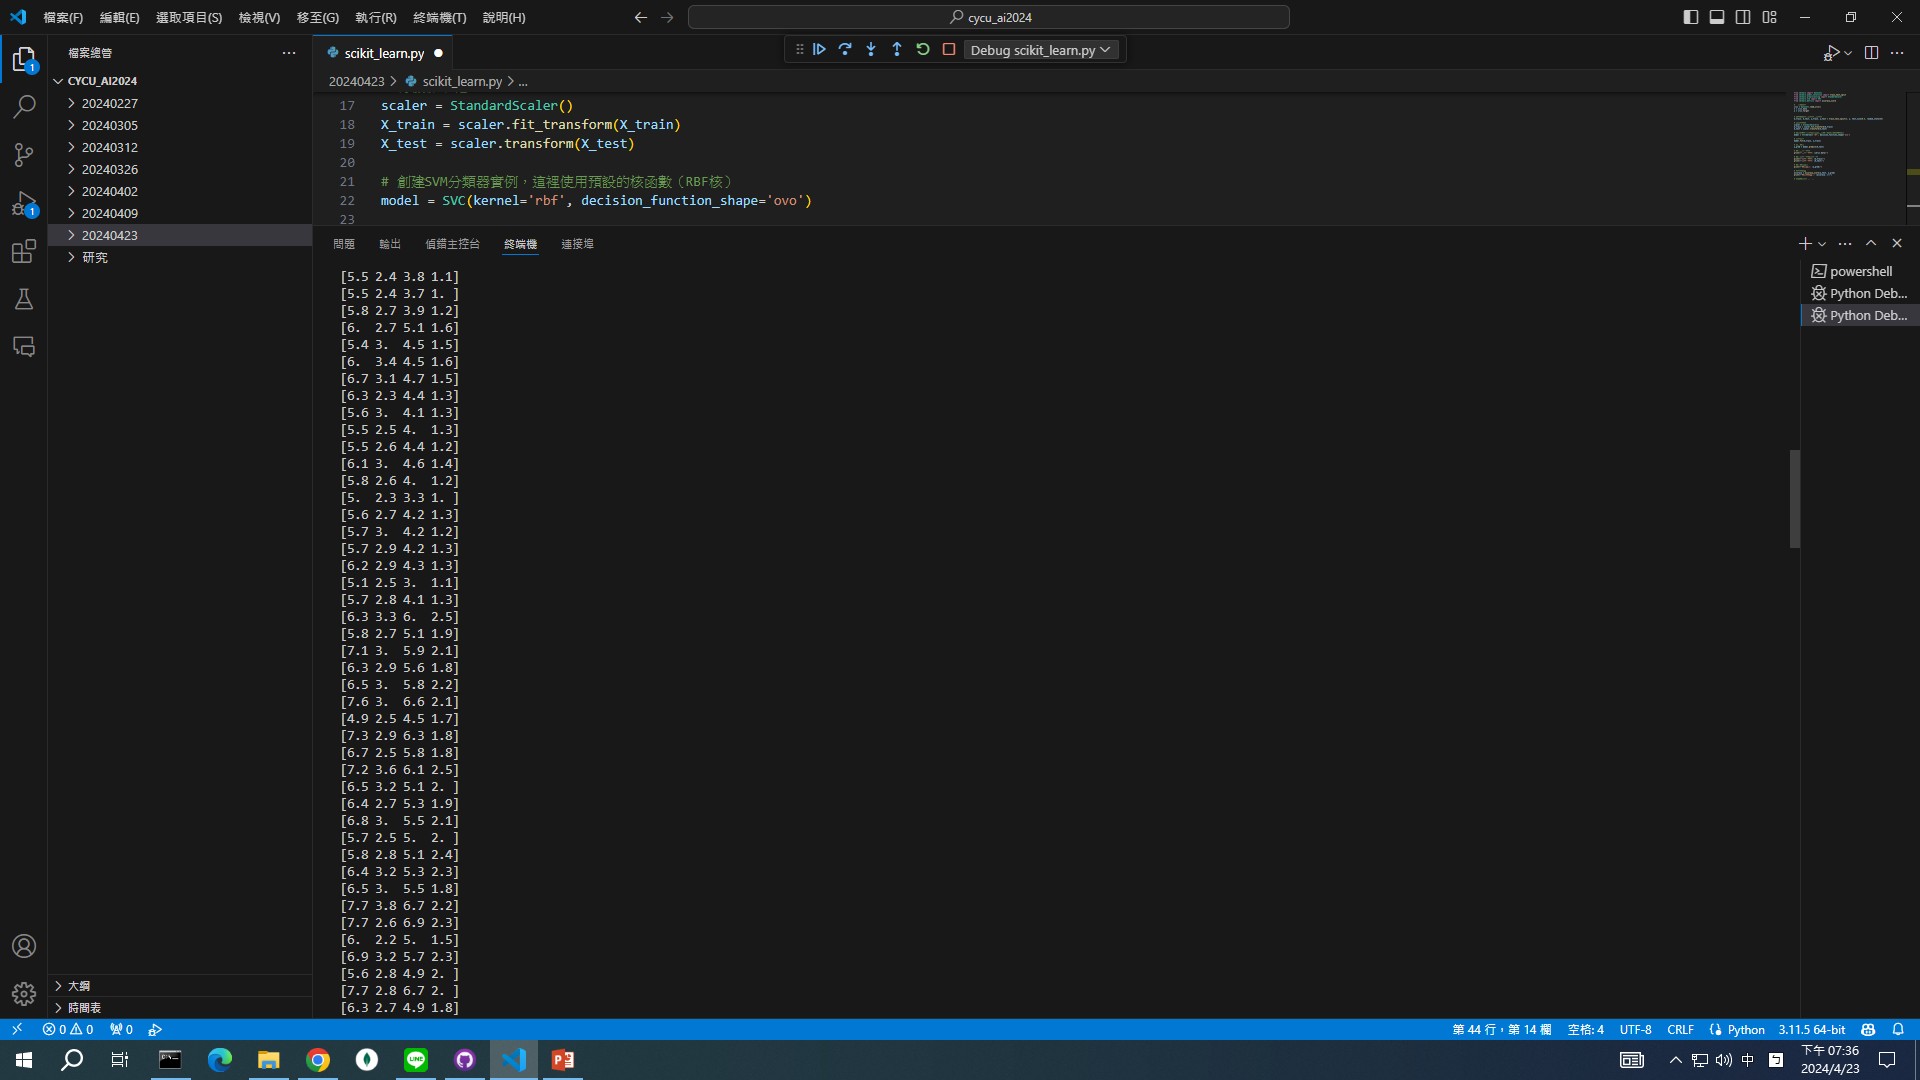 檔案(F) 編輯(E) 選取項目(S) 檢視(V) 移至(G) 執行(R) 終端機(T) 說明(H) cycu_ai2024
檔案總管
CYCU_AI2024
20240227
20240305
20240312
20240326
20240402
20240409
20240423
研究
大綱
時間表
scikit_learn.py
Debug scikit_learn.py
20240423 > scikit_learn.py > ...
17 scaler = StandardScaler()
18 X_train = scaler.fit_transform(X_train)
19 X_test = scaler.transform(X_test)
20
21 # 創建SVM分類器實例，這裡使用預設的核函數（RBF核）
22 model = SVC(kernel='rbf', decision_function_shape='ovo')
23
問題 輸出 偵錯主控台 終端機 連接埠
[5.5 2.4 3.8 1.1]
[5.5 2.4 3.7 1. ]
[5.8 2.7 3.9 1.2]
[6.  2.7 5.1 1.6]
[5.4 3.  4.5 1.5]
[6.  3.4 4.5 1.6]
[6.7 3.1 4.7 1.5]
[6.3 2.3 4.4 1.3]
[5.6 3.  4.1 1.3]
[5.5 2.5 4.  1.3]
[5.5 2.6 4.4 1.2]
[6.1 3.  4.6 1.4]
[5.8 2.6 4.  1.2]
[5.  2.3 3.3 1. ]
[5.6 2.7 4.2 1.3]
[5.7 3.  4.2 1.2]
[5.7 2.9 4.2 1.3]
[6.2 2.9 4.3 1.3]
[5.1 2.5 3.  1.1]
[5.7 2.8 4.1 1.3]
[6.3 3.3 6.  2.5]
[5.8 2.7 5.1 1.9]
[7.1 3.  5.9 2.1]
[6.3 2.9 5.6 1.8]
[6.5 3.  5.8 2.2]
[7.6 3.  6.6 2.1]
[4.9 2.5 4.5 1.7]
[7.3 2.9 6.3 1.8]
[6.7 2.5 5.8 1.8]
[7.2 3.6 6.1 2.5]
[6.5 3.2 5.1 2. ]
[6.4 2.7 5.3 1.9]
[6.8 3.  5.5 2.1]
[5.7 2.5 5.  2. ]
[5.8 2.8 5.1 2.4]
[6.4 3.2 5.3 2.3]
[6.5 3.  5.5 1.8]
[7.7 3.8 6.7 2.2]
[7.7 2.6 6.9 2.3]
[6.  2.2 5.  1.5]
[6.9 3.2 5.7 2.3]
[5.6 2.8 4.9 2. ]
[7.7 2.8 6.7 2. ]
[6.3 2.7 4.9 1.8]
powershell
Python Deb...
Python Deb...
0 0 0 第 44 行，第 14 欄 空格: 4 UTF-8 CRLF Python 3.11.5 64-bit
中 下午 07:36
2024/4/23